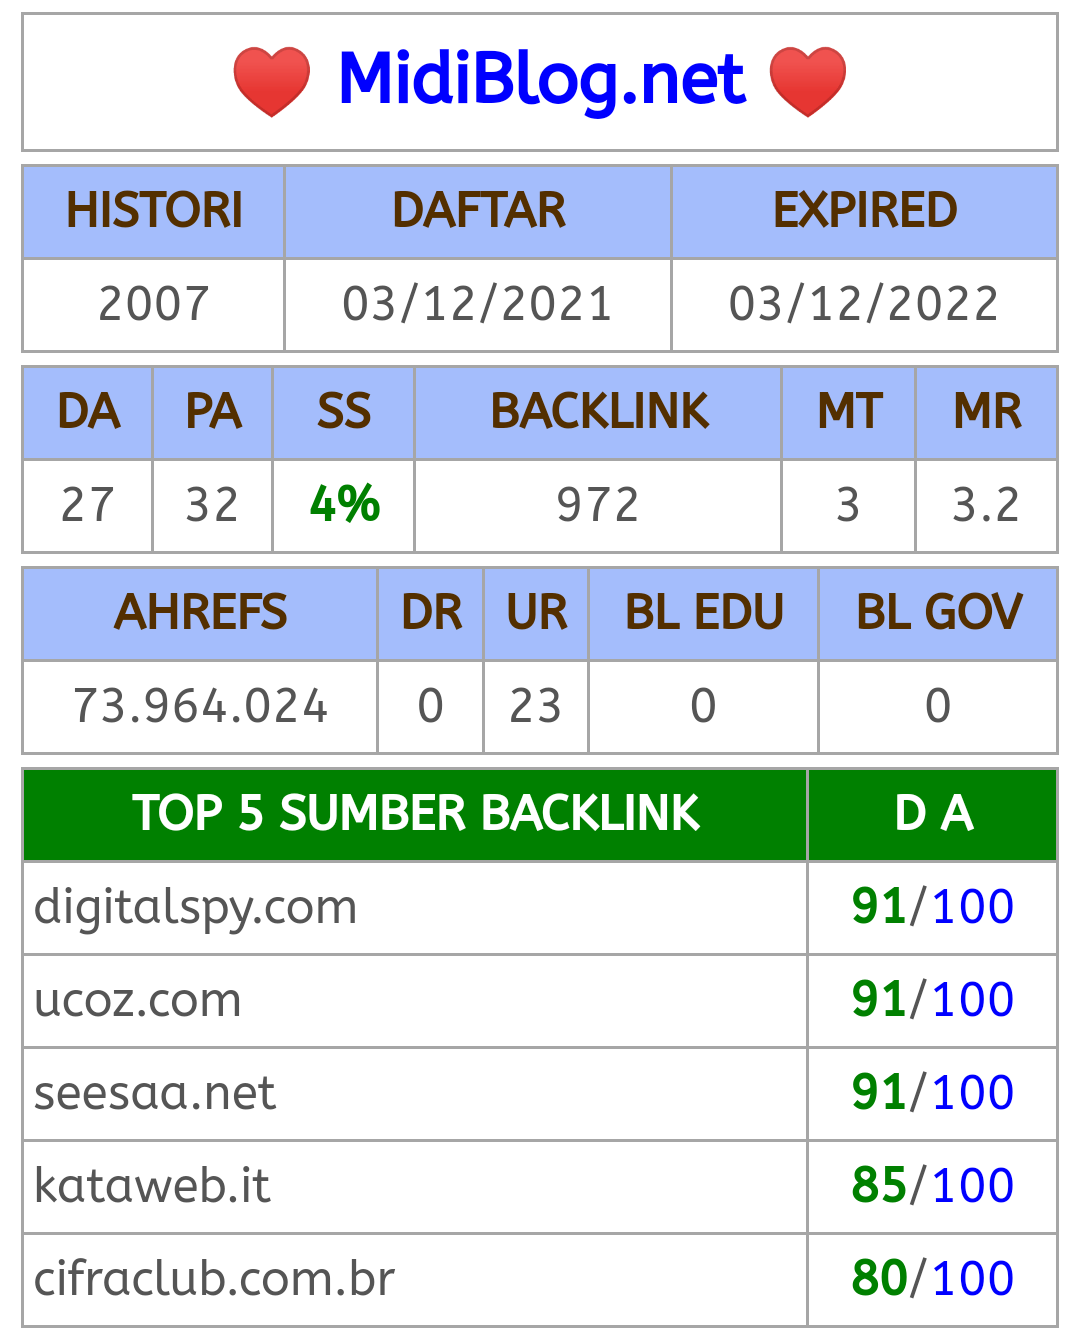 ❤️ MidiBlog.net ❤️
HISTORI DAFTAR EXPIRED
2007 03/12/2021 03/12/2022
DA PA SS BACKLINK MT MR
27 32 4% 972 3 3.2
AHREFS DR UR BL EDU BL GOV
73.964.024 0 23 0 0
TOP 5 SUMBER BACKLINK D A
digitalspy.com 91/100
ucoz.com 91/100
seesaa.net 91/100
kataweb.it 85/100
cifraclub.com.br 80/100